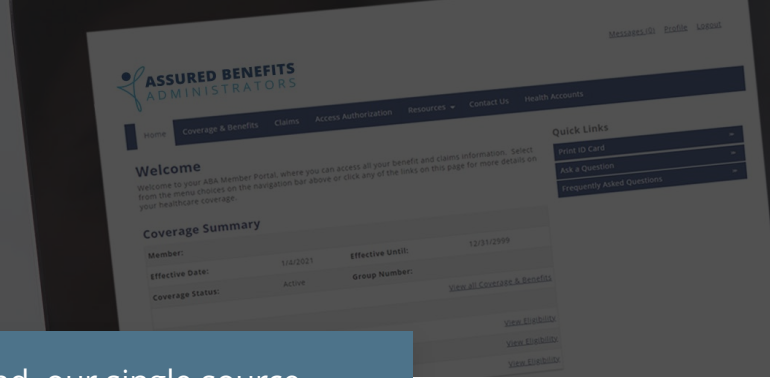 Messages (0) Profile Logout
ASSURED BENEFITS
ADMINISTRATORS
Home Coverage & Benefits Claims Access Authorization Resources Contact Us Health Accounts
Welcome
Welcome to your ABA Member Portal, where you can access all your benefit and claims information. Select
from the menu choices on the navigation bar above or click any of the links on this page for more details on
your healthcare coverage.
Quick Links
Print ID Card
Ask a Question
Frequently Asked Questions
Coverage Summary
Member:
Effective Date: 1/4/2021 Effective Until: 12/31/2999
Coverage Status: Active Group Number:
View all Coverage & Benefits
View Eligibility
View Eligibility
View Eligibility
our single source